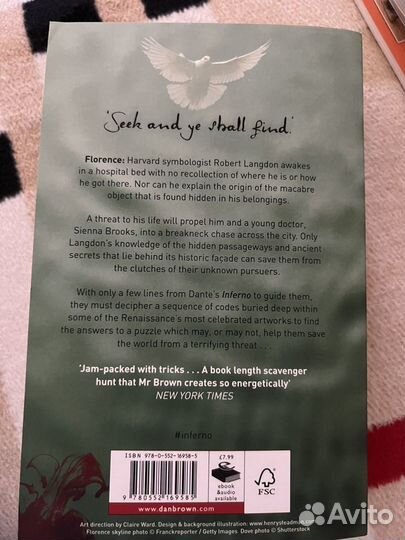 'Seek and ye shall find.'
Florence: Harvard symbologist Robert Langdon awakes
in a hospital bed with no recollection of where he is or how
he got there. Nor can he explain the origin of the macabre
object that is found hidden in his belongings.
A threat to his life will propel him and a young doctor,
Sienna Brooks, into a breakneck chase across the city. Only
Langdon's knowledge of the hidden passageways and ancient
secrets that lie behind its historic façade can save them from
the clutches of their unknown pursuers.
With only a few lines from Dante's Inferno to guide them,
they must decipher a sequence of codes buried deep within
some of the Renaissance's most celebrated artworks to find
the answers to a puzzle which may, or may not, help them save
the world from a terrifying threat . . .
'Jam-packed with tricks . . . A book length scavenger
hunt that Mr Brown creates so energetically'
NEW YORK TIMES
#inferno
ISBN 978-0-552-16958-5
9 780552 169585
£7.99
ebook
&audio
available
FSC
www.danbrown.com
Art direction by Claire Ward. Design & background illustration: www.henrysteadman.com
Florence skyline photo © Franckreporter / Getty Images Dove photo © Shutterstock
Avito